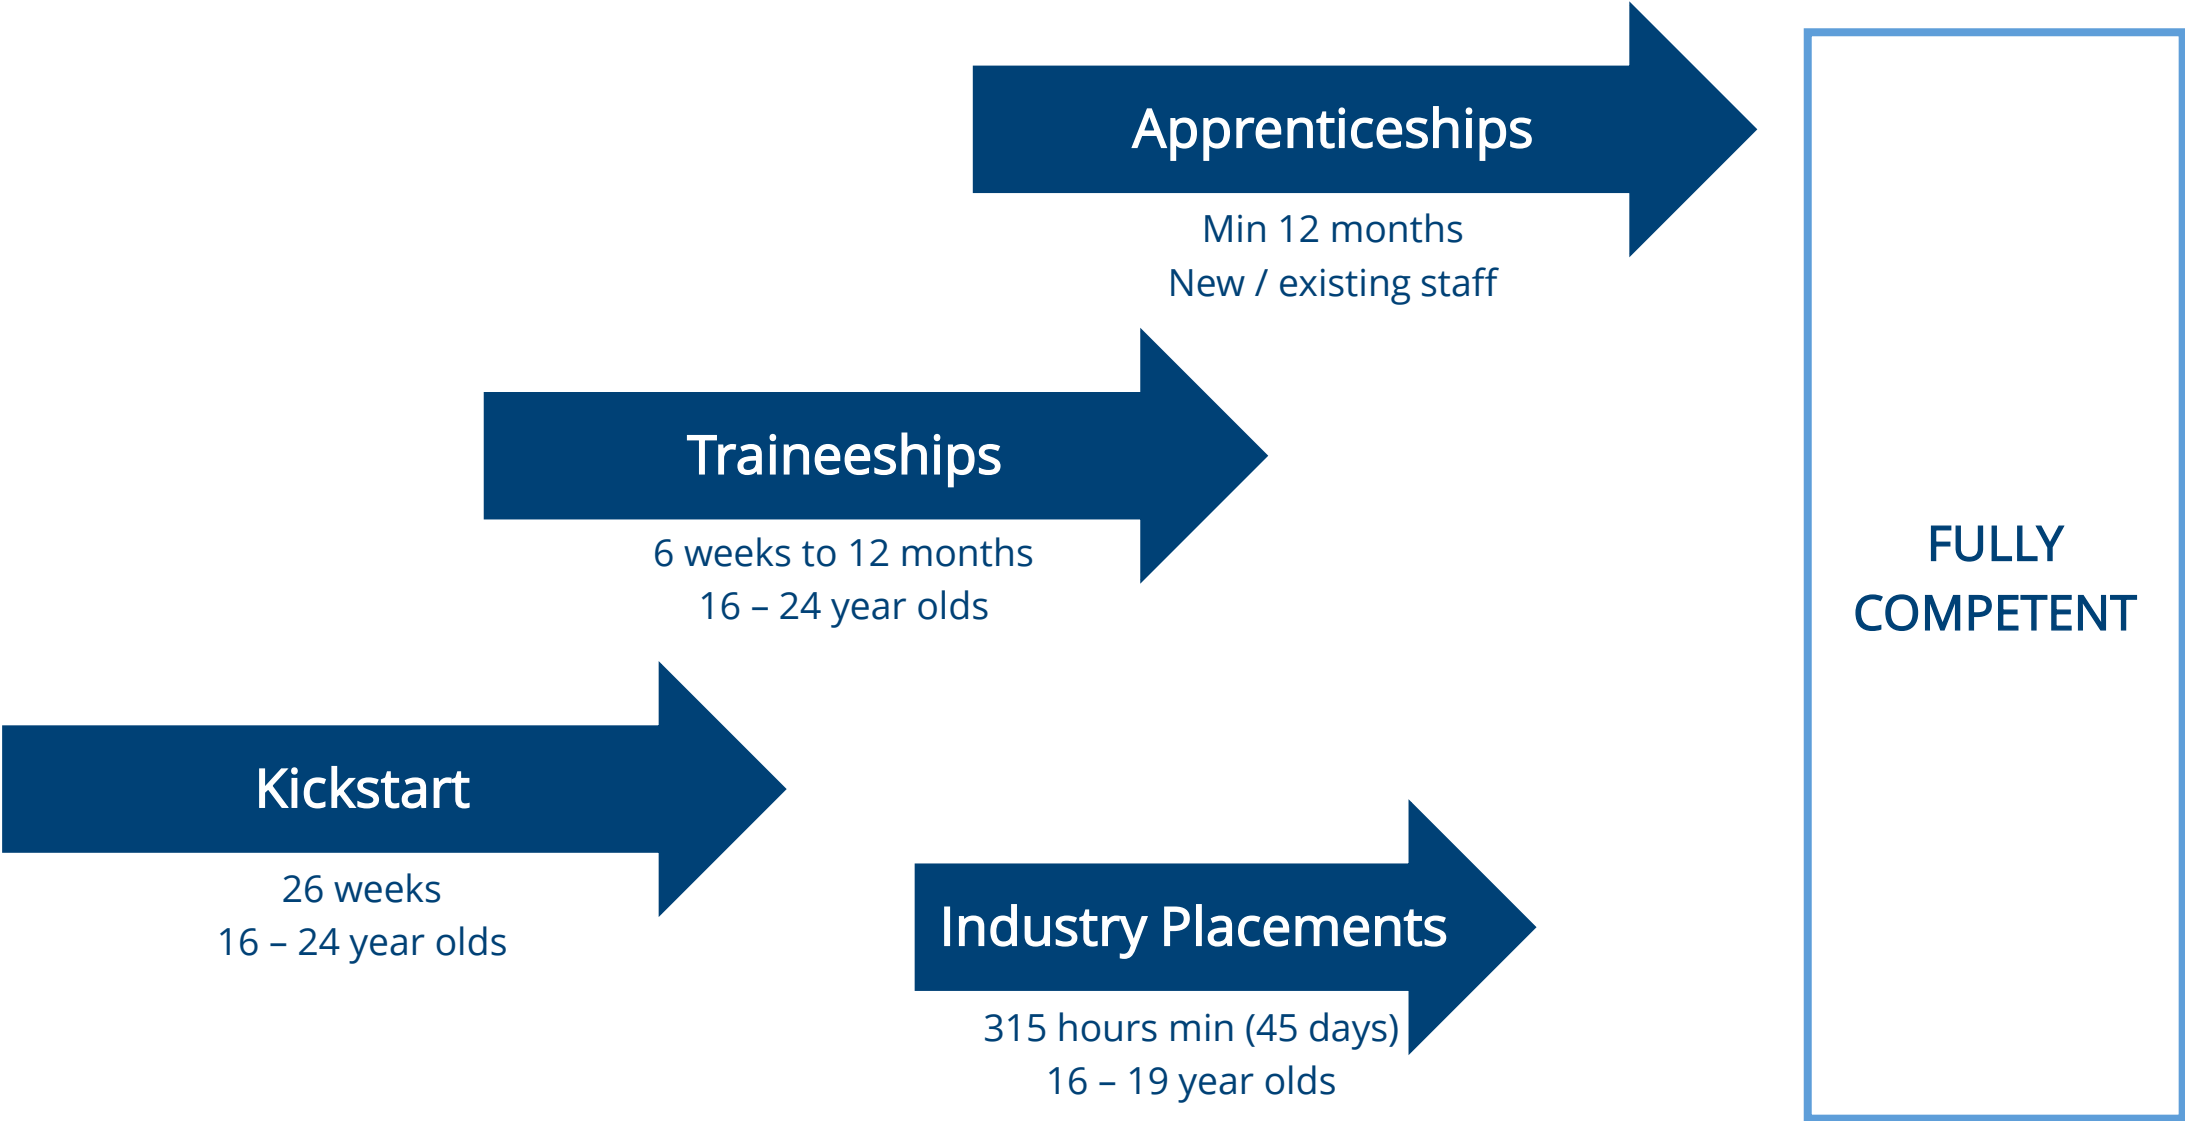 Apprenticeships
Min 12 months
New / existing staff
Traineeships
6 weeks to 12 months
16 – 24 year olds
Kickstart
26 weeks
16 – 24 year olds
Industry Placements
315 hours min (45 days)
16 – 19 year olds
FULLY
COMPETENT